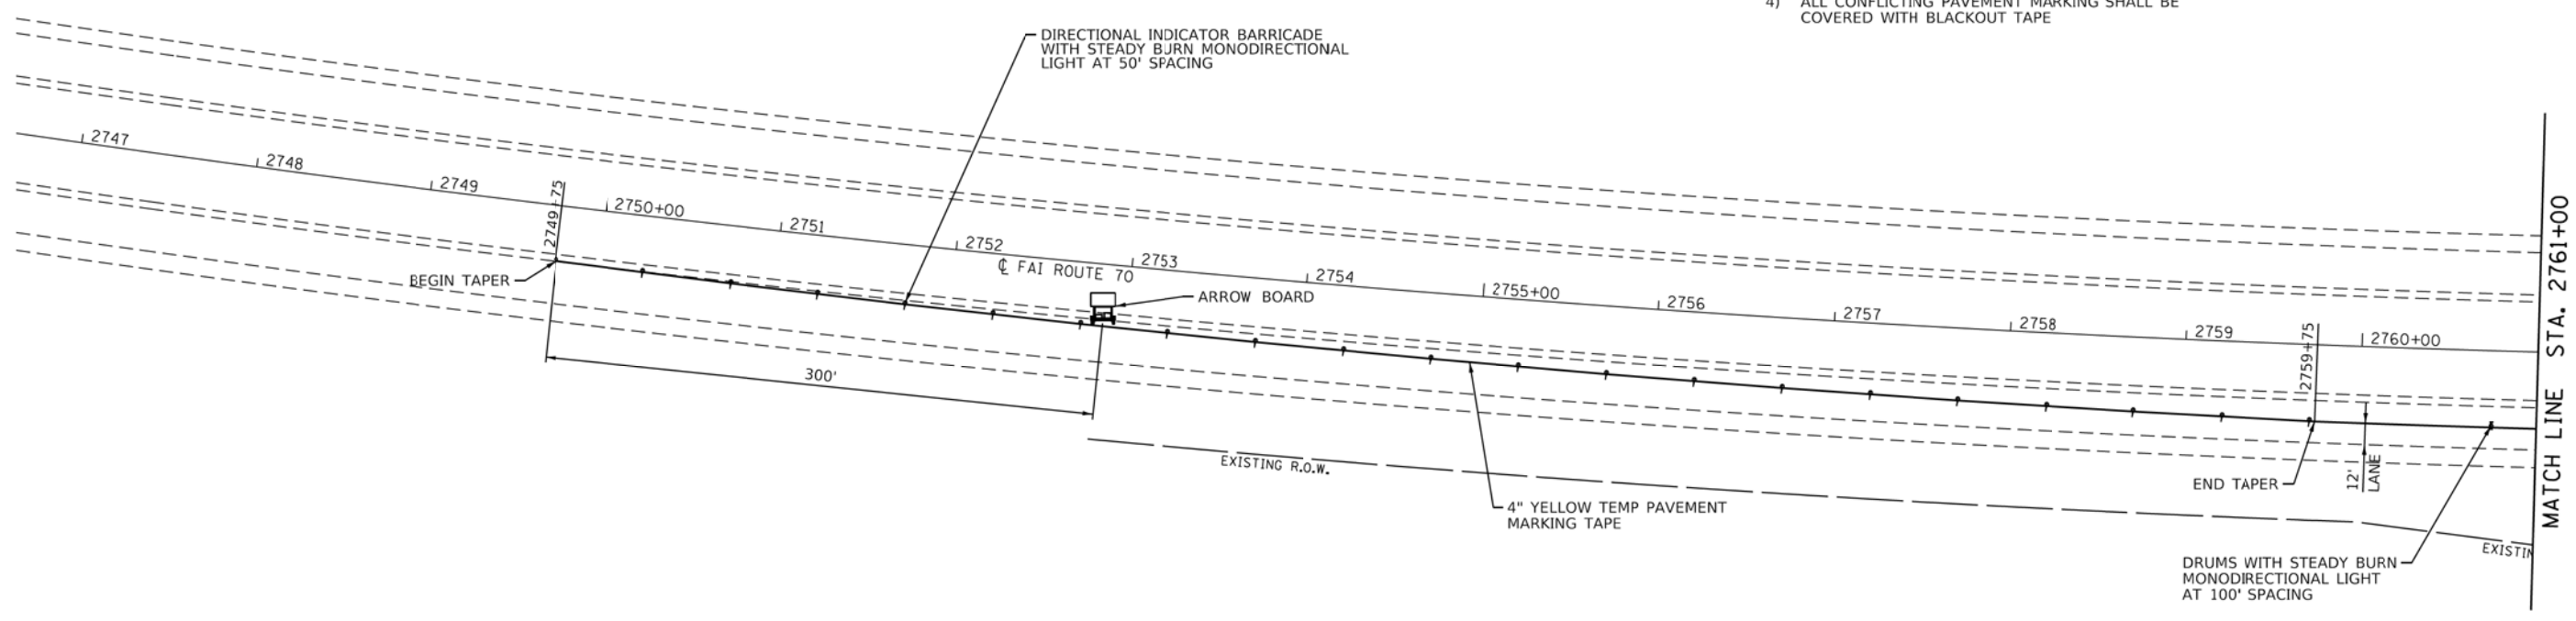 4) ALL CONFLICTING PAVEMENT MARKING SHALL BE
COVERED WITH BLACKOUT TAPE
DIRECTIONAL INDICATOR BARRICADE
WITH STEADY BURN MONODIRECTIONAL
LIGHT AT 50' SPACING
2747
2748
2749
2749+75
2750+00
2751
2752
2753
2754
2755+00
2756
2757
2758
2759
2759+75
2760+00
℄ FAI ROUTE 70
BEGIN TAPER
ARROW BOARD
300'
EXISTING R.O.W.
4" YELLOW TEMP PAVEMENT
MARKING TAPE
END TAPER
12'
LANE
DRUMS WITH STEADY BURN
MONODIRECTIONAL LIGHT
AT 100' SPACING
EXISTIN
MATCH LINE STA. 2761+00